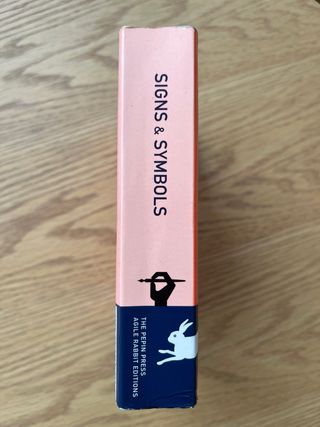 SIGNS & SYMBOLS
THE PEPIN PRESS
AGILE RABBIT EDITIONS